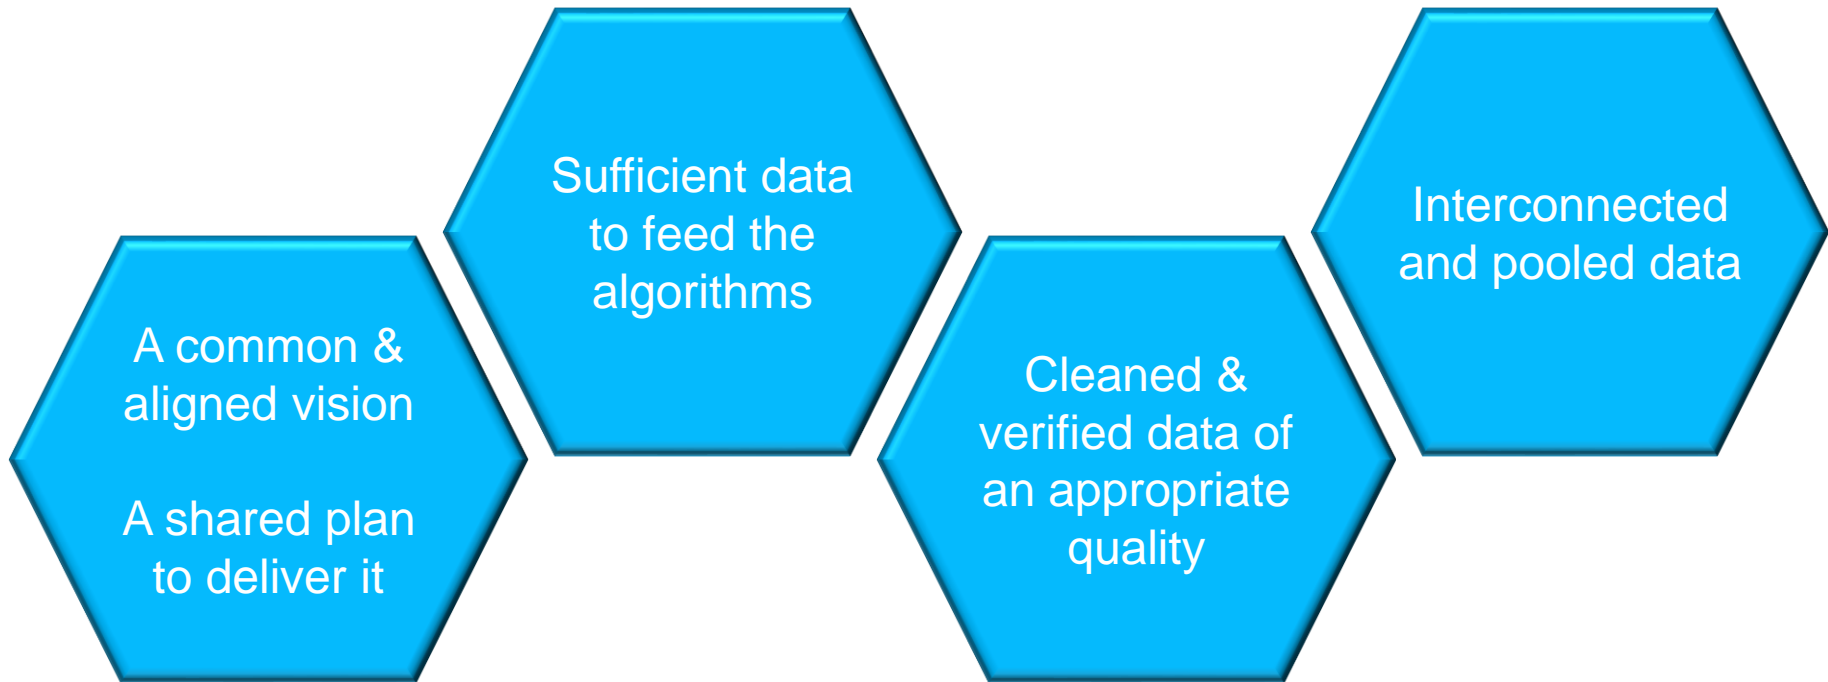 A common &
aligned vision
A shared plan
to deliver it
Sufficient data
to feed the
algorithms
Cleaned &
verified data of
an appropriate
quality
Interconnected
and pooled data